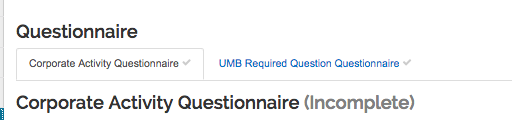 Questionnaire
Corporate Activity Questionnaire UMB Required Question Questionnaire
Corporate Activity Questionnaire (Incomplete)